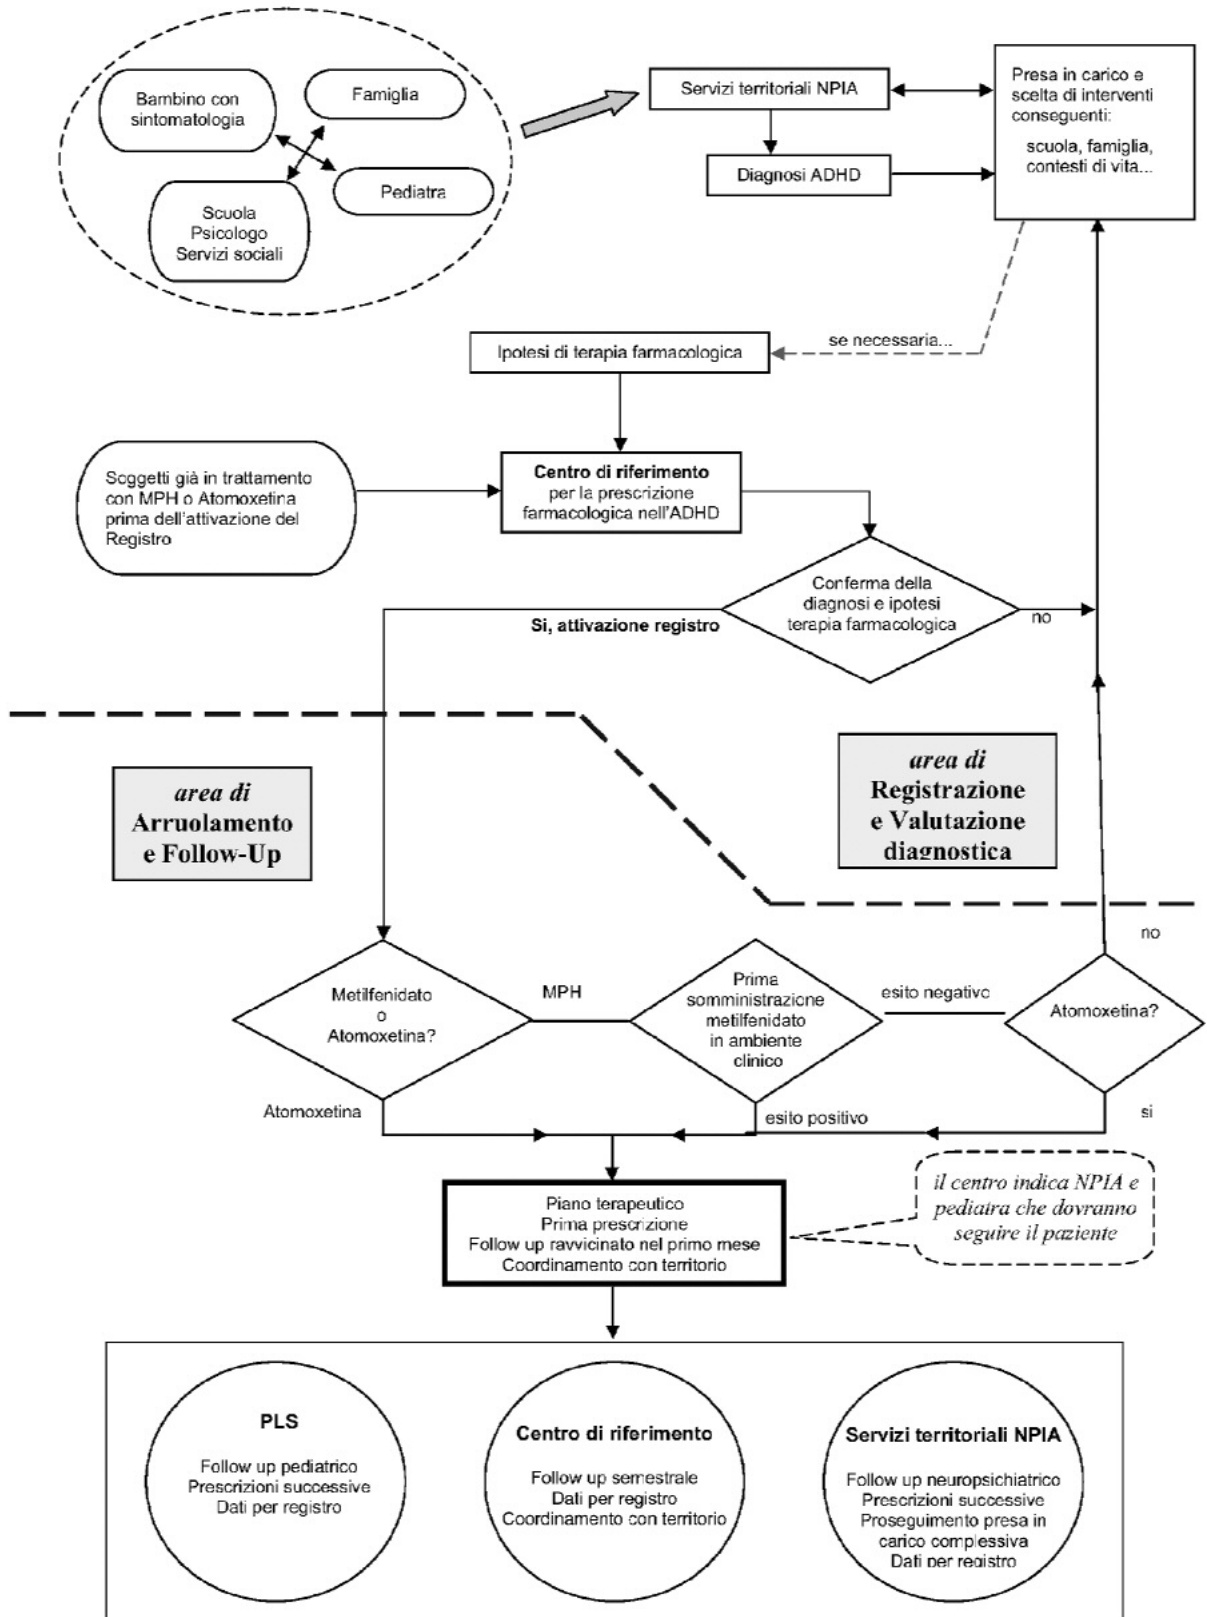 Bambino con
sintomatologia
Famiglia
Pediatra
Scuola
Psicologo
Servizi sociali
Servizi territoriali NPIA
Diagnosi ADHD
Presa in carico e
scelta di interventi
conseguenti:
scuola, famiglia,
contesti di vita...
se necessaria...
Ipotesi di terapia farmacologica
Soggetti già in trattamento
con MPH o Atomoxetina
prima dell'attivazione del
Registro
Centro di riferimento
per la prescrizione
farmacologica nell'ADHD
Conferma della
diagnosi e ipotesi
terapia farmacologica
Si, attivazione registro
no
area di
Arruolamento
e Follow-Up
area di
Registrazione
e Valutazione
diagnostica
Metilfenidato
o
Atomoxetina?
MPH
Prima
somministrazione
metilfenidato
in ambiente
clinico
esito negativo
Atomoxetina?
no
Atomoxetina
esito positivo
si
Piano terapeutico
Prima prescrizione
Follow up ravvicinato nel primo mese
Coordinamento con territorio
il centro indica NPIA e
pediatra che dovranno
seguire il paziente
PLS
Follow up pediatrico
Prescrizioni successive
Dati per registro
Centro di riferimento
Follow up semestrale
Dati per registro
Coordinamento con territorio
Servizi territoriali NPIA
Follow up neuropsichiatrico
Prescrizioni successive
Proseguimento presa in
carico complessiva
Dati per registro